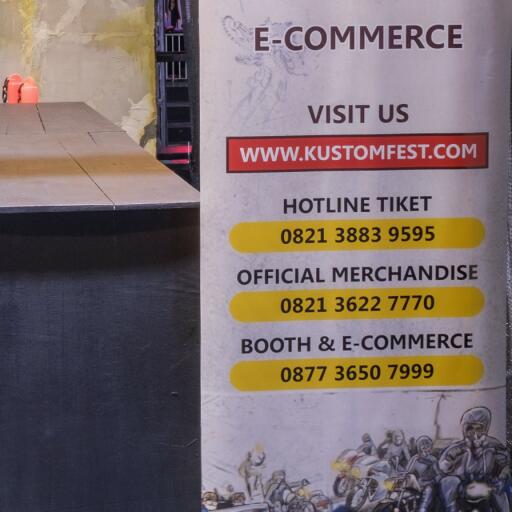 E-COMMERCE
VISIT US
WWW.KUSTOMFEST.COM
HOTLINE TIKET
0821 3883 9595
OFFICIAL MERCHANDISE
0821 3622 7770
BOOTH & E-COMMERCE
0877 3650 7999